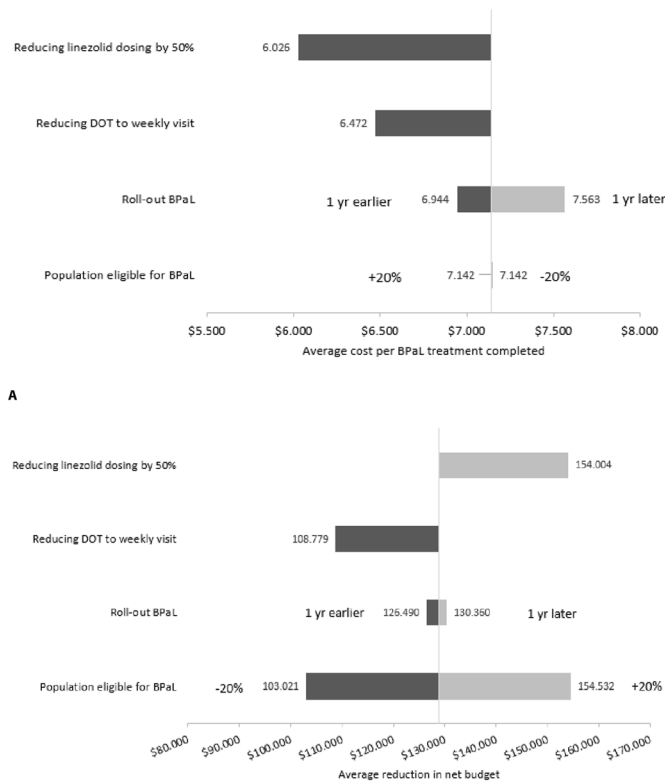 Reducing linezolid dosing by 50%
6.026
Reducing DOT to weekly visit
6.472
Roll-out BPaL
1 yr earlier
6.944
7.563
1 yr later
Population eligible for BPaL
+20%
7.142
7.142
-20%
$5.500 $6.000 $6.500 $7.000 $7.500 $8.000
Average cost per BPaL treatment completed
A
Reducing linezolid dosing by 50%
154.004
Reducing DOT to weekly visit
108.779
Roll-out BPaL
1 yr earlier
126.490
130.360
1 yr later
Population eligible for BPaL
-20%
103.021
154.532
+20%
$80.000 $90.000 $100.000 $110.000 $120.000 $130.000 $140.000 $150.000 $160.000 $170.000
Average reduction in net budget